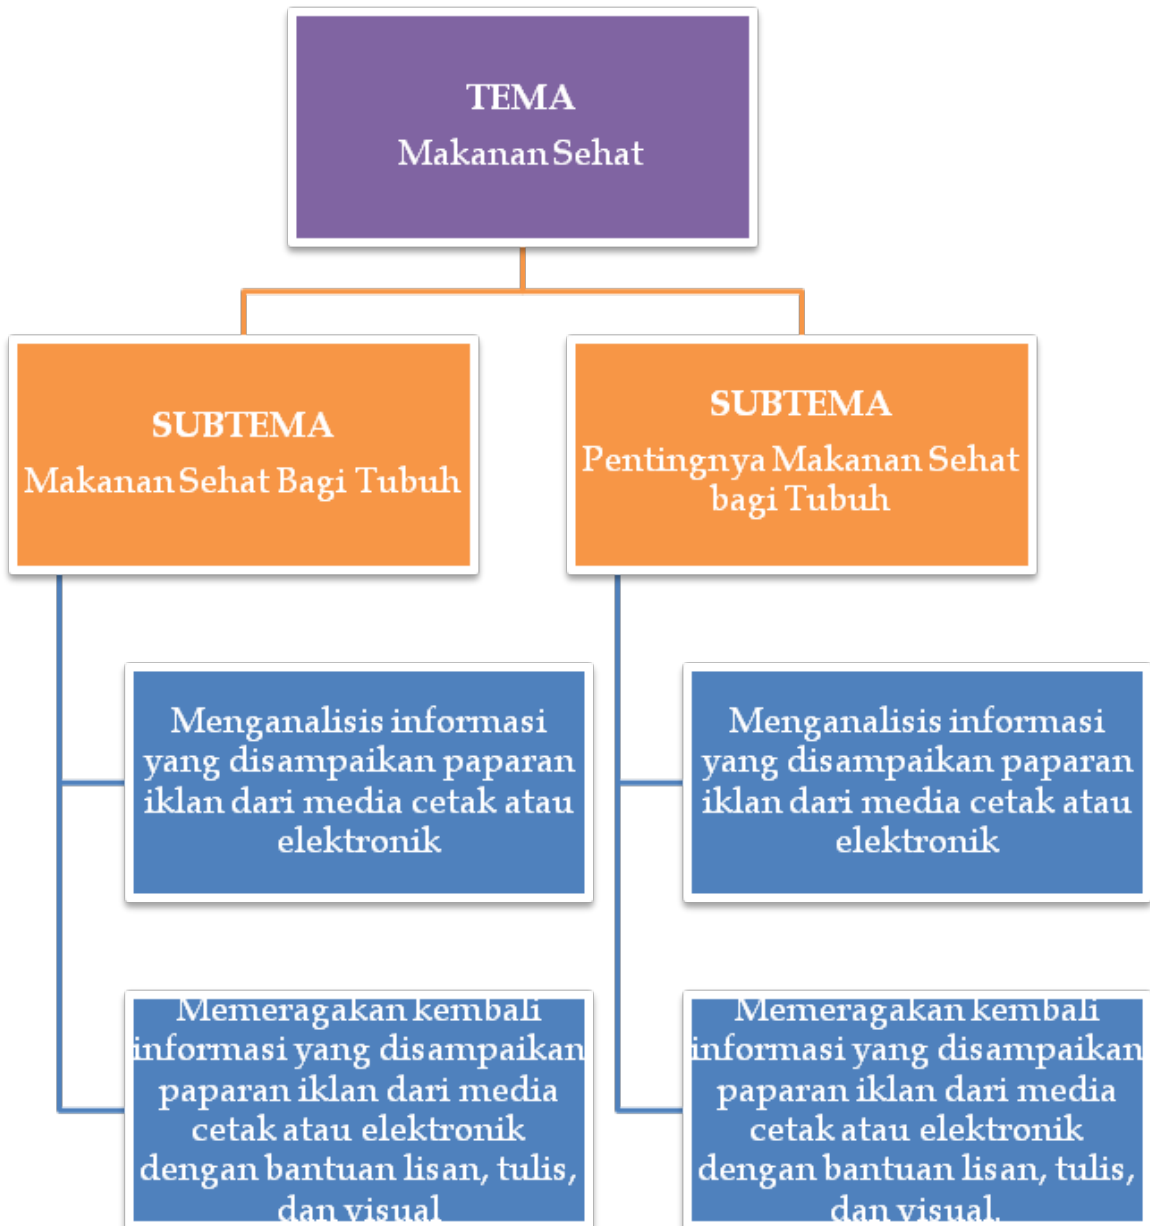 TEMA
Makanan Sehat
SUBTEMA
Makanan Sehat Bagi Tubuh
SUBTEMA
Pentingnya Makanan Sehat
bagi Tubuh
Menganalisis informasi
yang disampaikan paparan
iklan dari media cetak atau
elektronik
Menganalisis informasi
yang disampaikan paparan
iklan dari media cetak atau
elektronik
Memeragakan kembali
informasi yang disampaikan
paparan iklan dari media
cetak atau elektronik
dengan bantuan lisan, tulis,
dan visual
Memeragakan kembali
informasi yang disampaikan
paparan iklan dari media
cetak atau elektronik
dengan bantuan lisan, tulis,
dan visual.